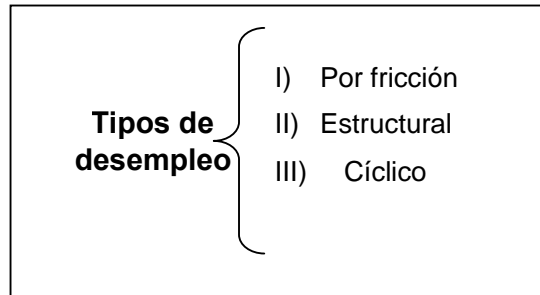 Tipos de
desempleo
I) Por fricción
II) Estructural
III) Cíclico